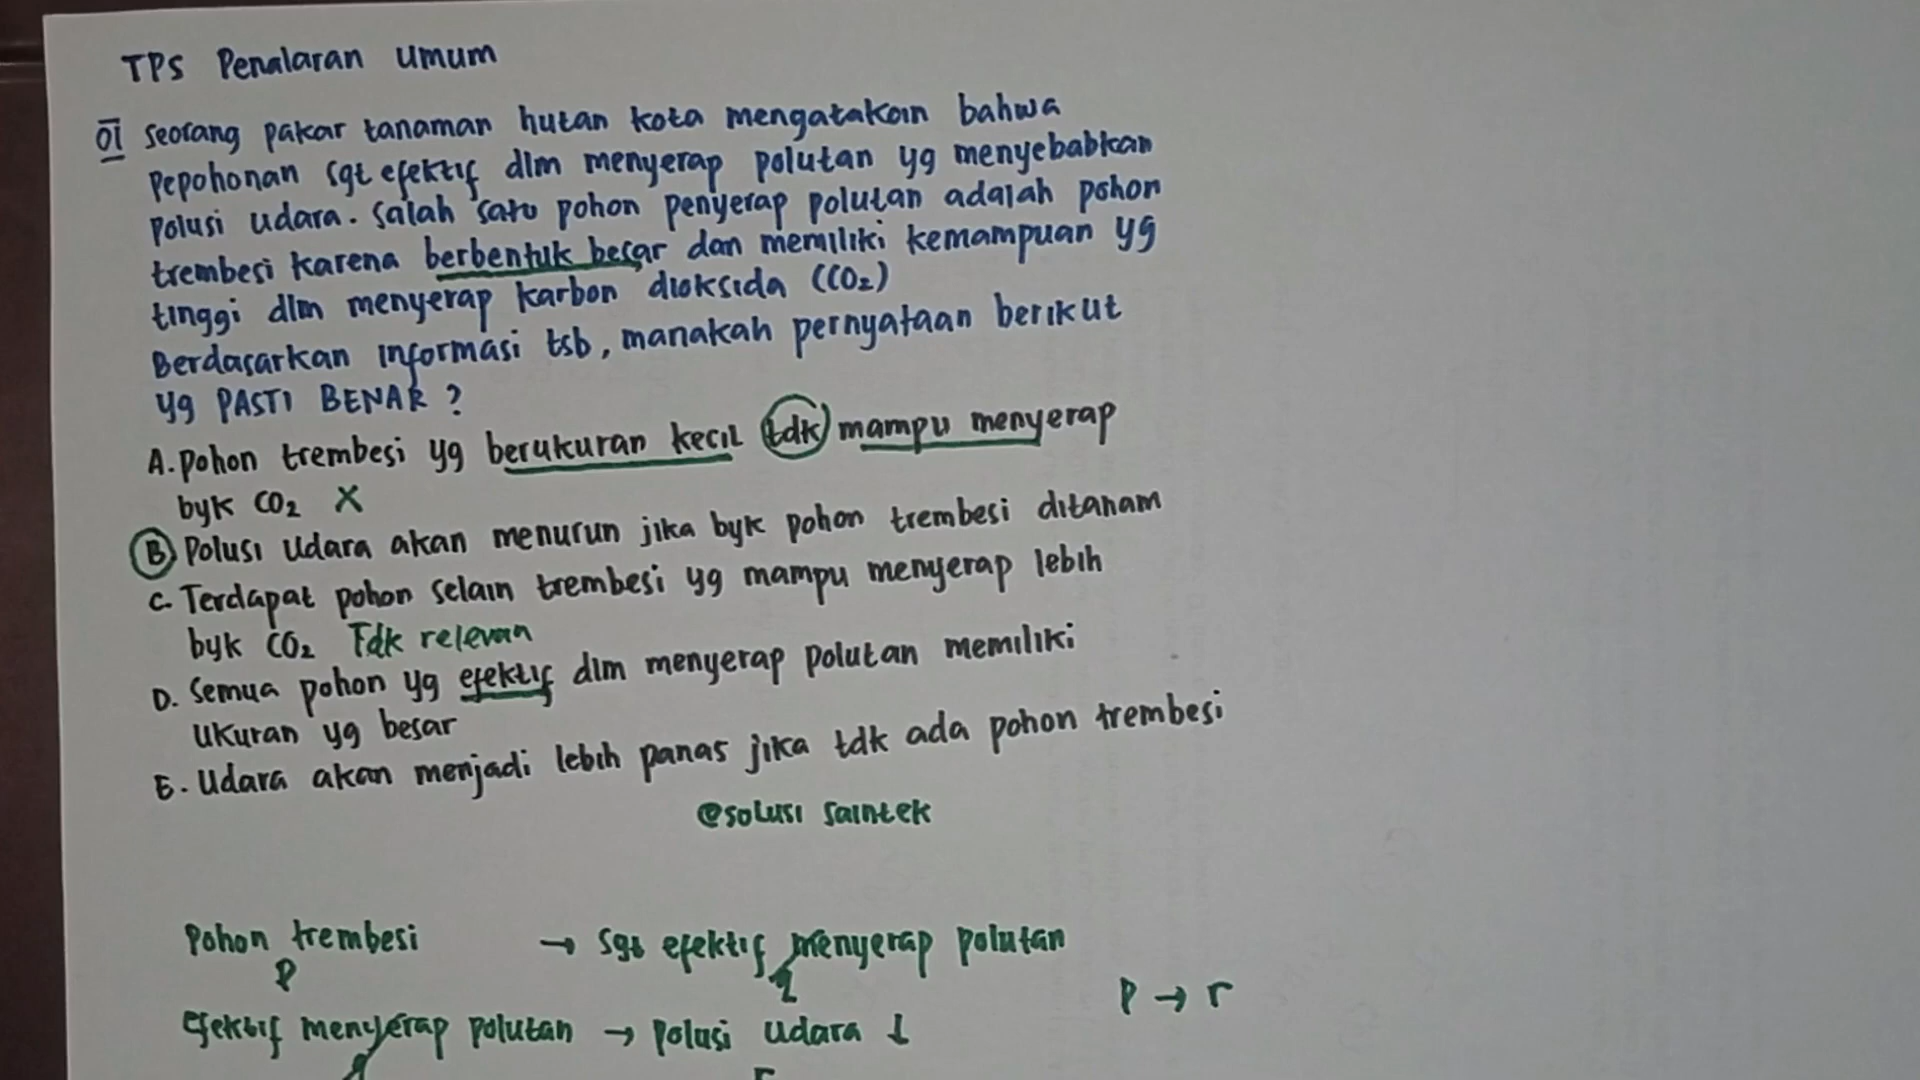 TPS Penalaran Umum
01 Seorang pakar tanaman hutan kota mengatakan bahwa
pepohonan sgt efektif dlm menyerap polutan yg menyebabkan
polusi udara. Salah satu pohon penyerap polutan adalah pohon
trembesi karena berbentuk besar dan memiliki kemampuan yg
tinggi dlm menyerap karbon dioksida (CO₂)
Berdasarkan informasi tsb, manakah pernyataan berikut
yg PASTI BENAR ?
A. Pohon trembesi yg berukuran kecil tdk mampu menyerap
byk CO₂ X
B Polusi udara akan menurun jika byk pohon trembesi ditanam
C. Terdapat pohon selain trembesi yg mampu menyerap lebih
byk CO₂ Tdk relevan
D. Semua pohon yg efektif dlm menyerap polutan memiliki
ukuran yg besar
E. Udara akan menjadi lebih panas jika tdk ada pohon trembesi
@solusi saintek
Pohon trembesi → sgt efektif menyerap polutan
p q
p → r
efektif menyerap polutan → polusi udara ↓
q r